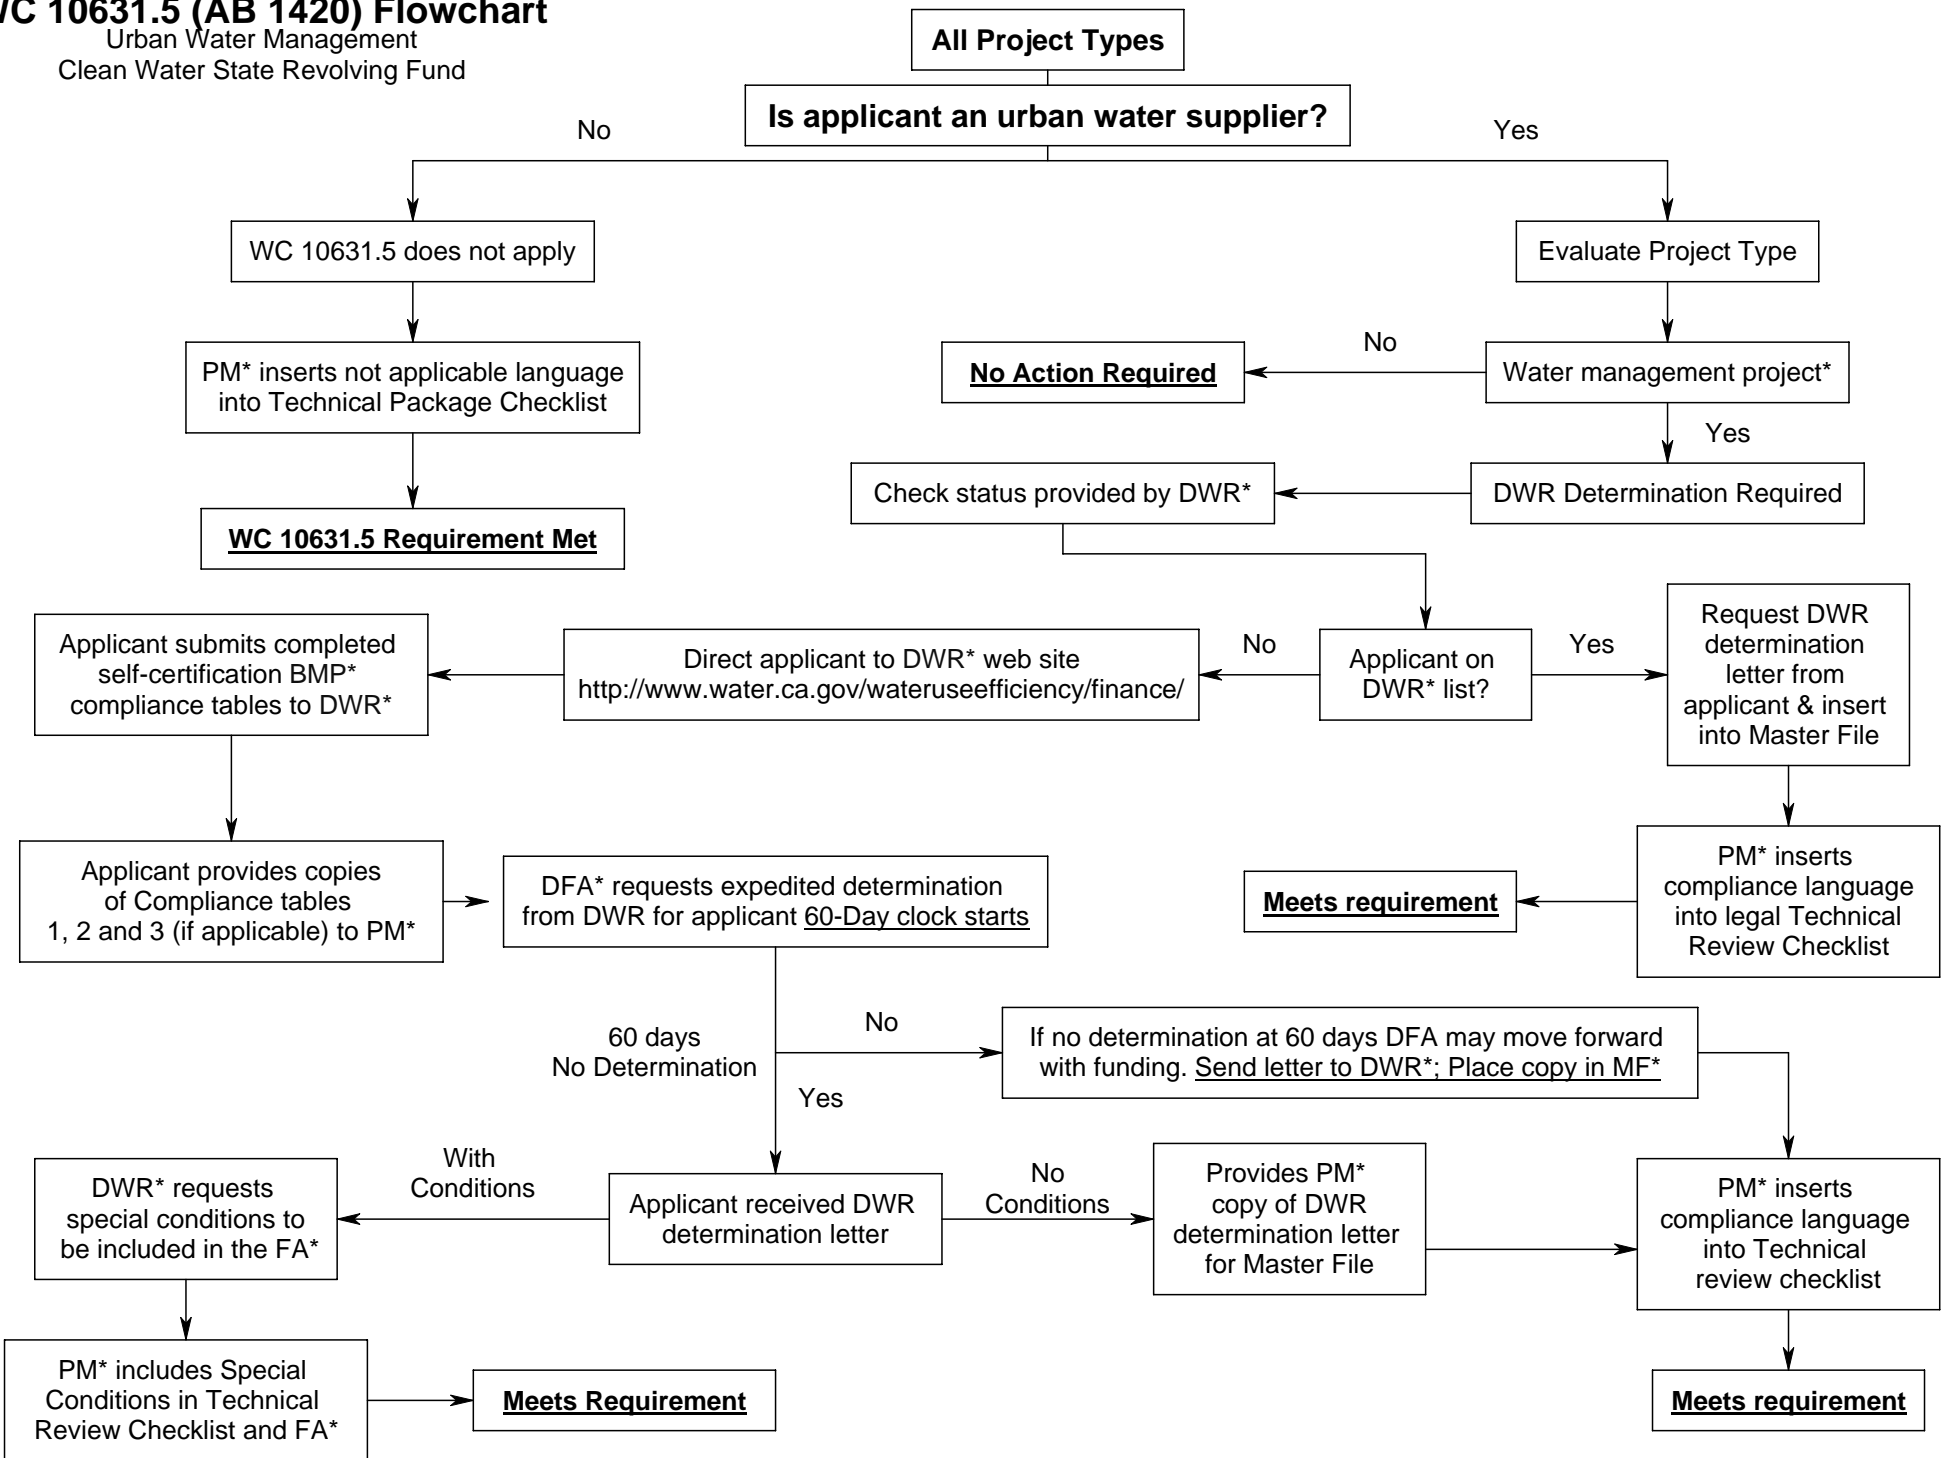 WC 10631.5 (AB 1420) Flowchart
Urban Water Management
Clean Water State Revolving Fund
All Project Types
Is applicant an urban water supplier?
No
Yes
WC 10631.5 does not apply
Evaluate Project Type
PM* inserts not applicable language
into Technical Package Checklist
No Action Required
No
Water management project*
Yes
WC 10631.5 Requirement Met
Check status provided by DWR*
DWR Determination Required
Applicant submits completed
self-certification BMP*
compliance tables to DWR*
Direct applicant to DWR* web site
http://www.water.ca.gov/wateruseefficiency/finance/
No
Applicant on
DWR* list?
Yes
Request DWR
determination
letter from
applicant & insert
into Master File
Applicant provides copies
of Compliance tables
1, 2 and 3 (if applicable) to PM*
DFA* requests expedited determination
from DWR for applicant 60-Day clock starts
Meets requirement
PM* inserts
compliance language
into legal Technical
Review Checklist
60 days
No Determination
No
Yes
If no determination at 60 days DFA may move forward
with funding. Send letter to DWR*; Place copy in MF*
DWR* requests
special conditions to
be included in the FA*
With
Conditions
Applicant received DWR
determination letter
No
Conditions
Provides PM*
copy of DWR
determination letter
for Master File
PM* inserts
compliance language
into Technical
review checklist
PM* includes Special
Conditions in Technical
Review Checklist and FA*
Meets Requirement
Meets requirement